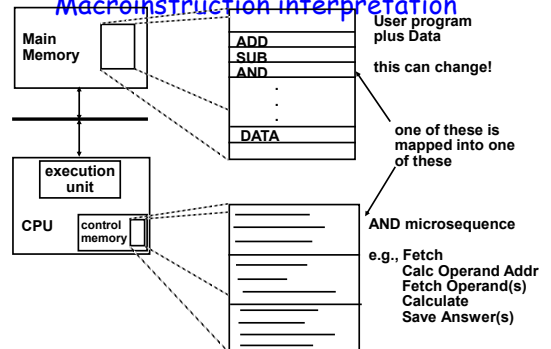 Macroinstruction interpretation
Main
Memory
ADD
SUB
AND
.
.
.
DATA
User program
plus Data
this can change!
one of these is
mapped into one
of these
execution
unit
CPU
control
memory
AND microsequence
e.g., Fetch
Calc Operand Addr
Fetch Operand(s)
Calculate
Save Answer(s)